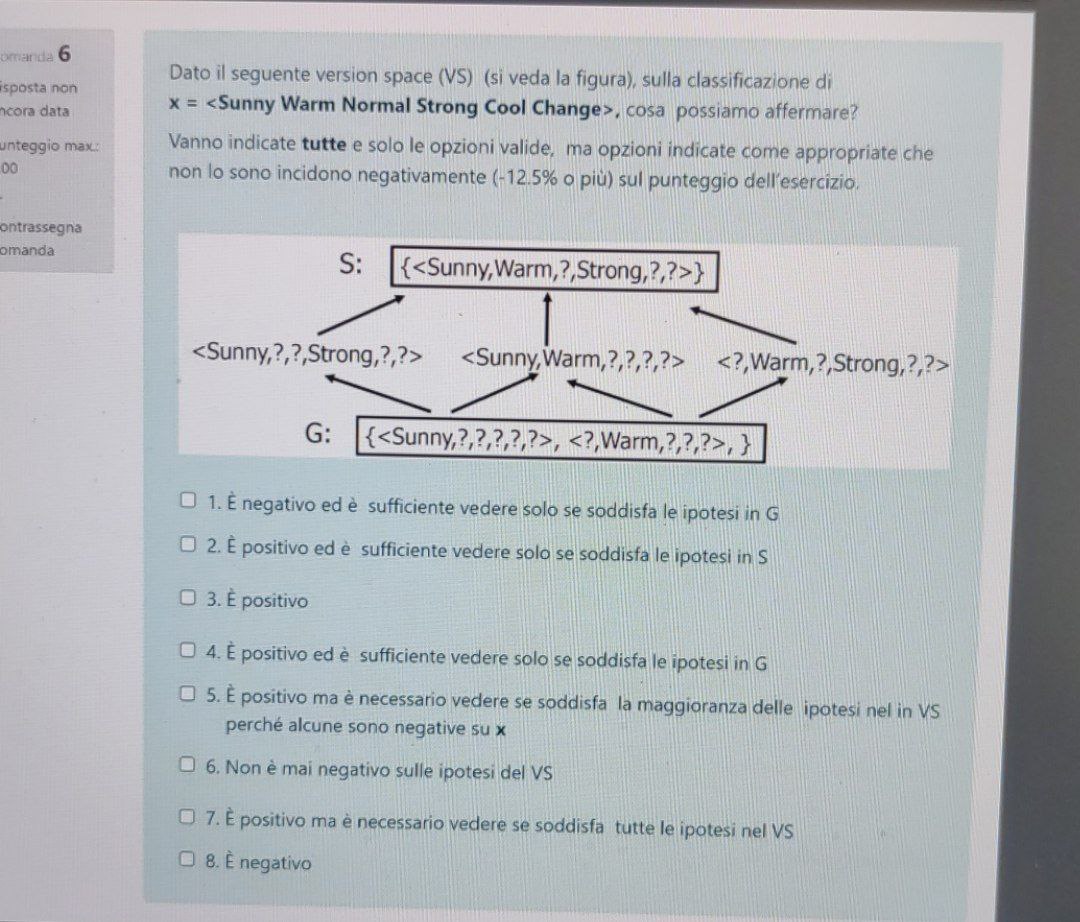 omanda 6
isposta non
ncora data
unteggio max.:
00
ontrassegna
omanda
Dato il seguente version space (VS) (si veda la figura), sulla classificazione di
x = <Sunny Warm Normal Strong Cool Change>, cosa possiamo affermare?
Vanno indicate tutte e solo le opzioni valide, ma opzioni indicate come appropriate che
non lo sono incidono negativamente (-12.5% o più) sul punteggio dell'esercizio.
S: {<Sunny,Warm,?,Strong,?,?>}
<Sunny,?,?,Strong,?,?> <Sunny,Warm,?,?,?,?> <?,Warm,?,Strong,?,?>
G: {<Sunny,?,?,?,?,?>, <?,Warm,?,?,?>, }
1. È negativo ed è sufficiente vedere solo se soddisfa le ipotesi in G
2. È positivo ed è sufficiente vedere solo se soddisfa le ipotesi in S
3. È positivo
4. È positivo ed è sufficiente vedere solo se soddisfa le ipotesi in G
5. È positivo ma è necessario vedere se soddisfa la maggioranza delle ipotesi nel in VS
perché alcune sono negative su x
6. Non è mai negativo sulle ipotesi del VS
7. È positivo ma è necessario vedere se soddisfa tutte le ipotesi nel VS
8. È negativo